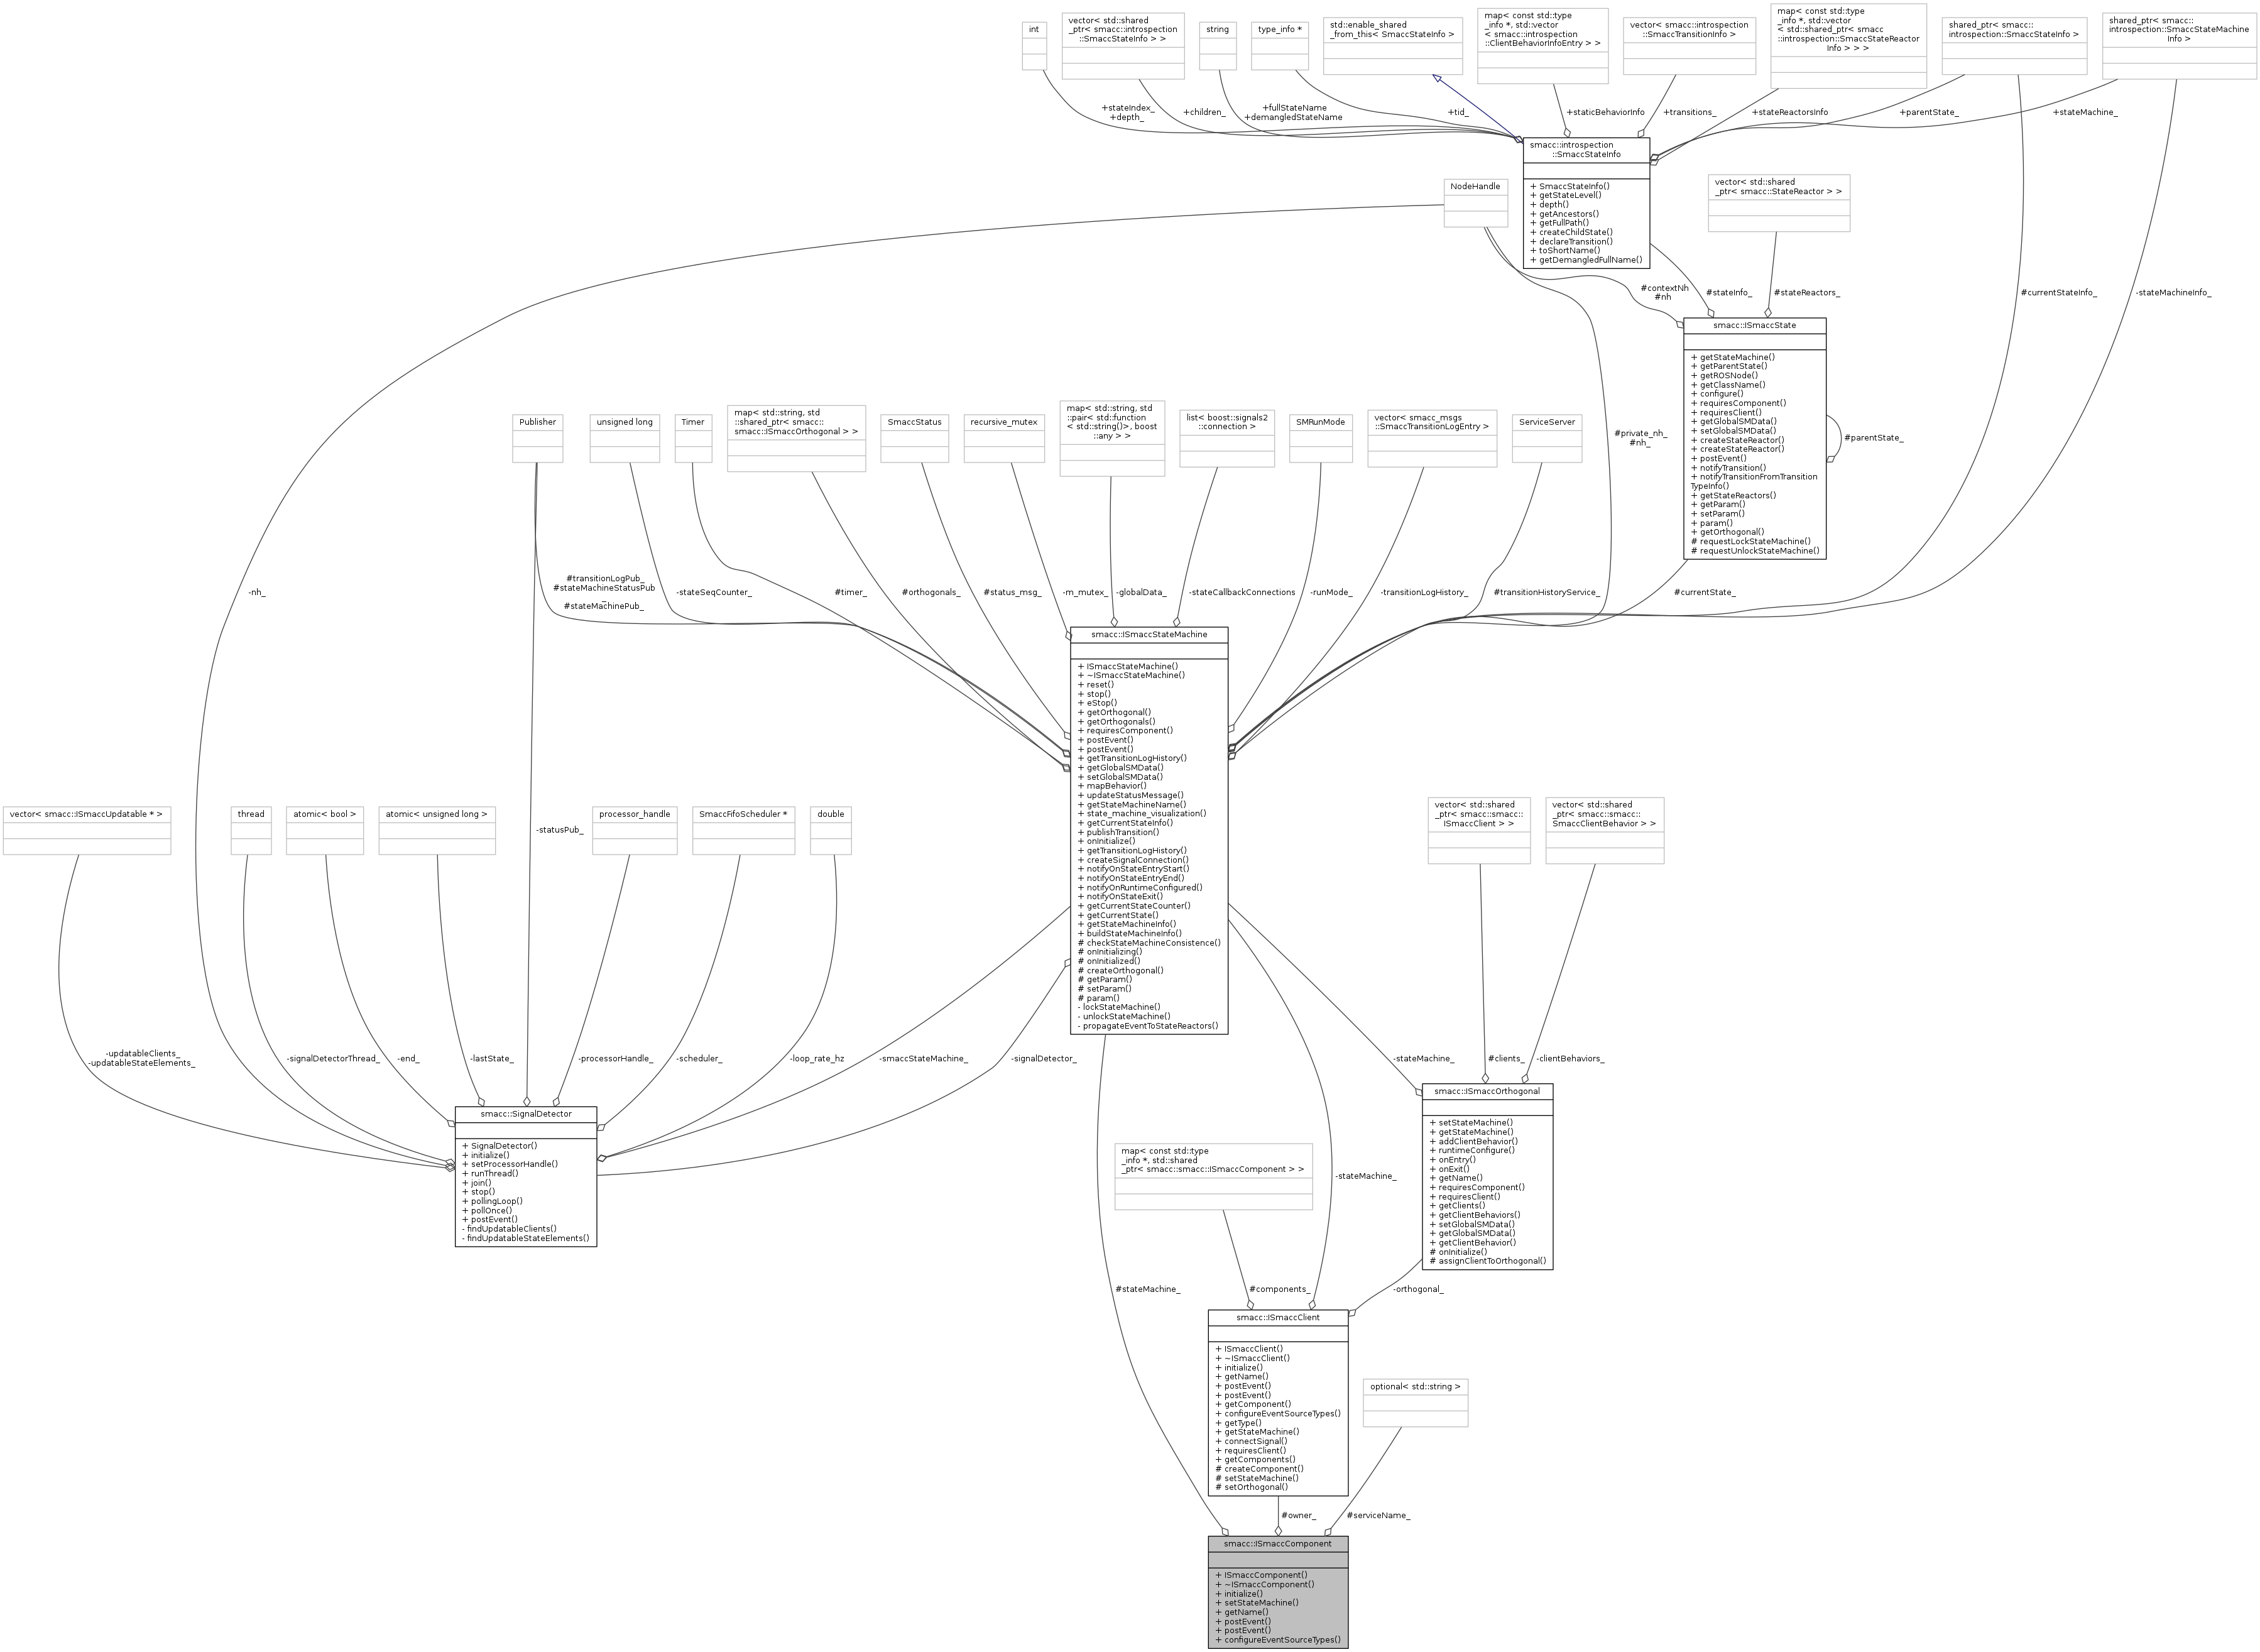 int
vector< std::shared
_ptr< smacc::introspection
::SmaccStateInfo > >
string
type_info *
std::enable_shared
_from_this< SmaccStateInfo >
map< const std::type
_info *, std::vector
< smacc::introspection
::ClientBehaviorInfoEntry > >
vector< smacc::introspection
::SmaccTransitionInfo >
map< const std::type
_info *, std::vector
< std::shared_ptr< smacc
::introspection::SmaccStateReactor
Info > > >
shared_ptr< smacc::
introspection::SmaccStateInfo >
shared_ptr< smacc::
introspection::SmaccStateMachine
Info >
+stateIndex_
+depth_
+children_
+fullStateName
+demangledStateName
+tid_
+staticBehaviorInfo
+transitions_
+stateReactorsInfo
+parentState_
+stateMachine_
smacc::introspection
::SmaccStateInfo
+ SmaccStateInfo()
+ getStateLevel()
+ depth()
+ getAncestors()
+ getFullPath()
+ createChildState()
+ declareTransition()
+ toShortName()
+ getDemangledFullName()
NodeHandle
vector< std::shared
_ptr< smacc::StateReactor > >
#contextNh
#nh
#stateInfo_
#stateReactors_
#currentStateInfo_
-stateMachineInfo_
smacc::ISmaccState
+ getStateMachine()
+ getParentState()
+ getROSNode()
+ getClassName()
+ configure()
+ requiresComponent()
+ requiresClient()
+ getGlobalSMData()
+ setGlobalSMData()
+ createStateReactor()
+ createStateReactor()
+ postEvent()
+ notifyTransition()
+ notifyTransitionFromTransition
TypeInfo()
+ getStateReactors()
+ getParam()
+ setParam()
+ param()
+ getOrthogonal()
# requestLockStateMachine()
# requestUnlockStateMachine()
#parentState_
Publisher
unsigned long
Timer
map< std::string, std
::shared_ptr< smacc::
smacc::ISmaccOrthogonal > >
SmaccStatus
recursive_mutex
map< std::string, std
::pair< std::function
< std::string()>, boost
::any > >
list< boost::signals2
::connection >
SMRunMode
vector< smacc_msgs
::SmaccTransitionLogEntry >
ServiceServer
#private_nh_
#nh_
-nh_
#transitionLogPub_
#stateMachineStatusPub
_
#stateMachinePub_
-stateSeqCounter_
#timer_
#orthogonals_
#status_msg_
-m_mutex_
-globalData_
-stateCallbackConnections
-runMode_
-transitionLogHistory_
#transitionHistoryService_
#currentState_
smacc::ISmaccStateMachine
+ ISmaccStateMachine()
+ ~ISmaccStateMachine()
+ reset()
+ stop()
+ eStop()
+ getOrthogonal()
+ getOrthogonals()
+ requiresComponent()
+ postEvent()
+ postEvent()
+ getTransitionLogHistory()
+ getGlobalSMData()
+ setGlobalSMData()
+ mapBehavior()
+ updateStatusMessage()
+ getStateMachineName()
+ state_machine_visualization()
+ getCurrentStateInfo()
+ publishTransition()
+ onInitialize()
+ getTransitionLogHistory()
+ createSignalConnection()
+ notifyOnStateEntryStart()
+ notifyOnStateEntryEnd()
+ notifyOnRuntimeConfigured()
+ notifyOnStateExit()
+ getCurrentStateCounter()
+ getCurrentState()
+ getStateMachineInfo()
+ buildStateMachineInfo()
# checkStateMachineConsistence()
# onInitializing()
# onInitialized()
# createOrthogonal()
# getParam()
# setParam()
# param()
- lockStateMachine()
- unlockStateMachine()
- propagateEventToStateReactors()
vector< smacc::ISmaccUpdatable * >
thread
atomic< bool >
atomic< unsigned long >
-statusPub_
processor_handle
SmaccFifoScheduler *
double
vector< std::shared
_ptr< smacc::smacc::
ISmaccClient > >
vector< std::shared
_ptr< smacc::smacc::
SmaccClientBehavior > >
-updatableClients_
-updatableStateElements_
-signalDetectorThread_
-end_
-lastState_
-processorHandle_
-scheduler_
-loop_rate_hz
-smaccStateMachine_
-signalDetector_
-stateMachine_
#clients_
-clientBehaviors_
smacc::SignalDetector
+ SignalDetector()
+ initialize()
+ setProcessorHandle()
+ runThread()
+ join()
+ stop()
+ pollingLoop()
+ pollOnce()
+ postEvent()
- findUpdatableClients()
- findUpdatableStateElements()
smacc::ISmaccOrthogonal
+ setStateMachine()
+ getStateMachine()
+ addClientBehavior()
+ runtimeConfigure()
+ onEntry()
+ onExit()
+ getName()
+ requiresComponent()
+ requiresClient()
+ getClients()
+ getClientBehaviors()
+ setGlobalSMData()
+ getGlobalSMData()
+ getClientBehavior()
# onInitialize()
# assignClientToOrthogonal()
map< const std::type
_info *, std::shared
_ptr< smacc::smacc::ISmaccComponent > >
-stateMachine_
#stateMachine_
#components_
-orthogonal_
smacc::ISmaccClient
+ ISmaccClient()
+ ~ISmaccClient()
+ initialize()
+ getName()
+ postEvent()
+ postEvent()
+ getComponent()
+ configureEventSourceTypes()
+ getType()
+ getStateMachine()
+ connectSignal()
+ requiresClient()
+ getComponents()
# createComponent()
# setStateMachine()
# setOrthogonal()
optional< std::string >
#owner_
#serviceName_
smacc::ISmaccComponent
+ ISmaccComponent()
+ ~ISmaccComponent()
+ initialize()
+ setStateMachine()
+ getName()
+ postEvent()
+ postEvent()
+ configureEventSourceTypes()